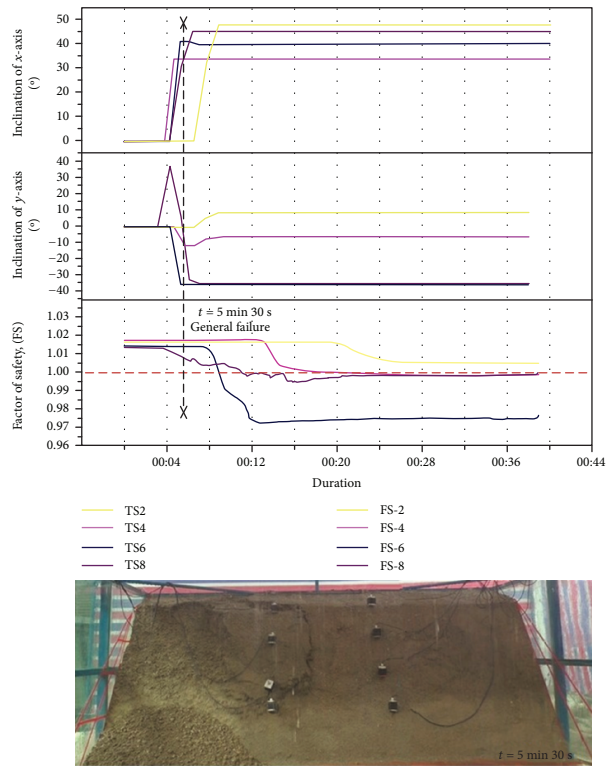 Inclination of x-axis
(°)
50
40
30
20
10
0
Inclination of y-axis
(°)
40
30
20
10
0
−10
−20
−30
−40
Factor of safety, (FS)
1.03
1.02
1.01
1.00
0.99
0.98
0.97
0.96
t ≐ 5 min 30 s
General failure
00:04 00:12 00:20 00:28 00:36 00:44
Duration
TS2 FS-2
TS4 FS-4
TS6 FS-6
TS8 FS-8
t = 5 min 30 s